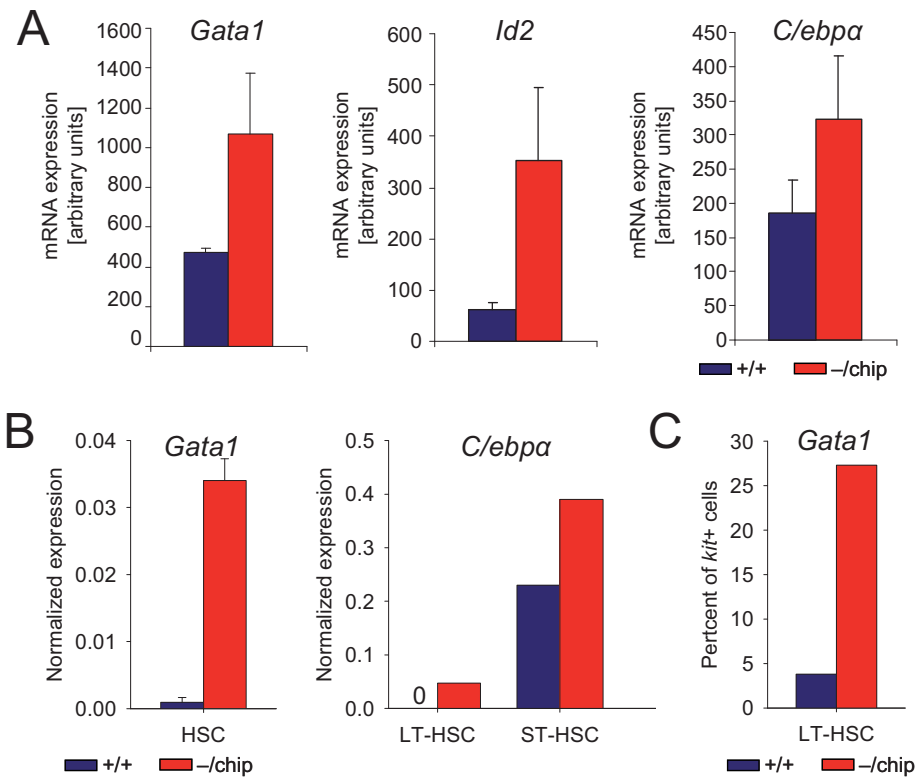 A
Gata1
mRNA expression
[arbitrary units]
1600
1400
1200
1000
800
600
400
200
0
Id2
mRNA expression
[arbitrary units]
600
500
400
300
200
100
0
C/ebpα
mRNA expression
[arbitrary units]
450
400
350
300
250
200
150
100
50
0
+/+ –/chip
B
Gata1
Normalized expression
0.04
0.03
0.02
0.01
0.00
HSC
+/+ –/chip
C/ebpα
Normalized expression
0.5
0.4
0.3
0.2
0.1
0.0
0
LT-HSC ST-HSC
C
Gata1
Pertcent of kit+ cells
30
25
20
15
10
5
0
LT-HSC
+/+ –/chip